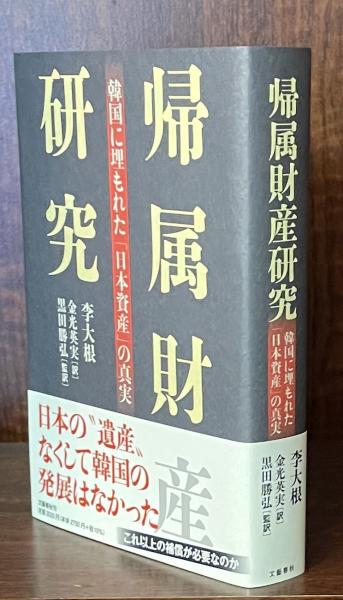 帰属財産
研究
韓国に埋もれた「日本資産」の真実
李大根
金光英実[訳]
黒田勝弘[監訳]
日本の〝遺産〟
なくして韓国の
発展はなかった
文藝春秋刊
これ以上の補償が必要なのか
帰属財産研究
韓国に埋もれた
「日本資産」の真実
李大根
金光英実[訳]
黒田勝弘[監訳]
文藝春秋